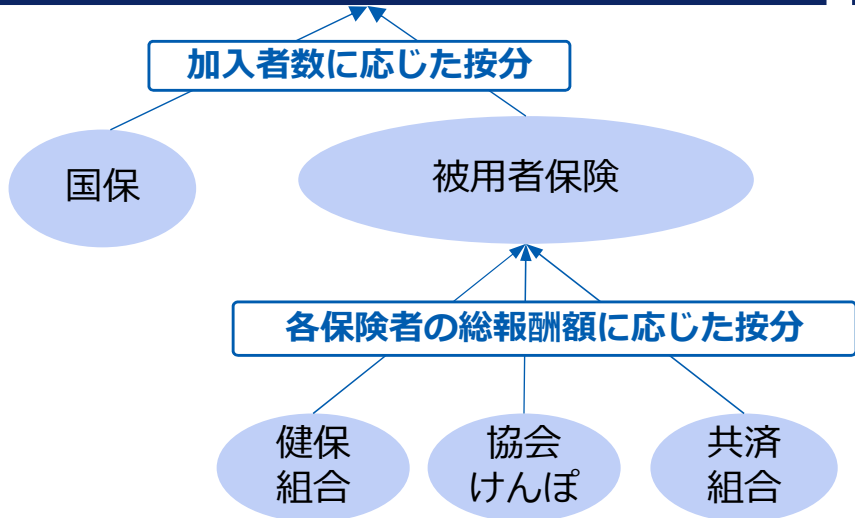 加入者数に応じた按分
国保
被用者保険
各保険者の総報酬額に応じた按分
健保
組合
協会
けんぽ
共済
組合